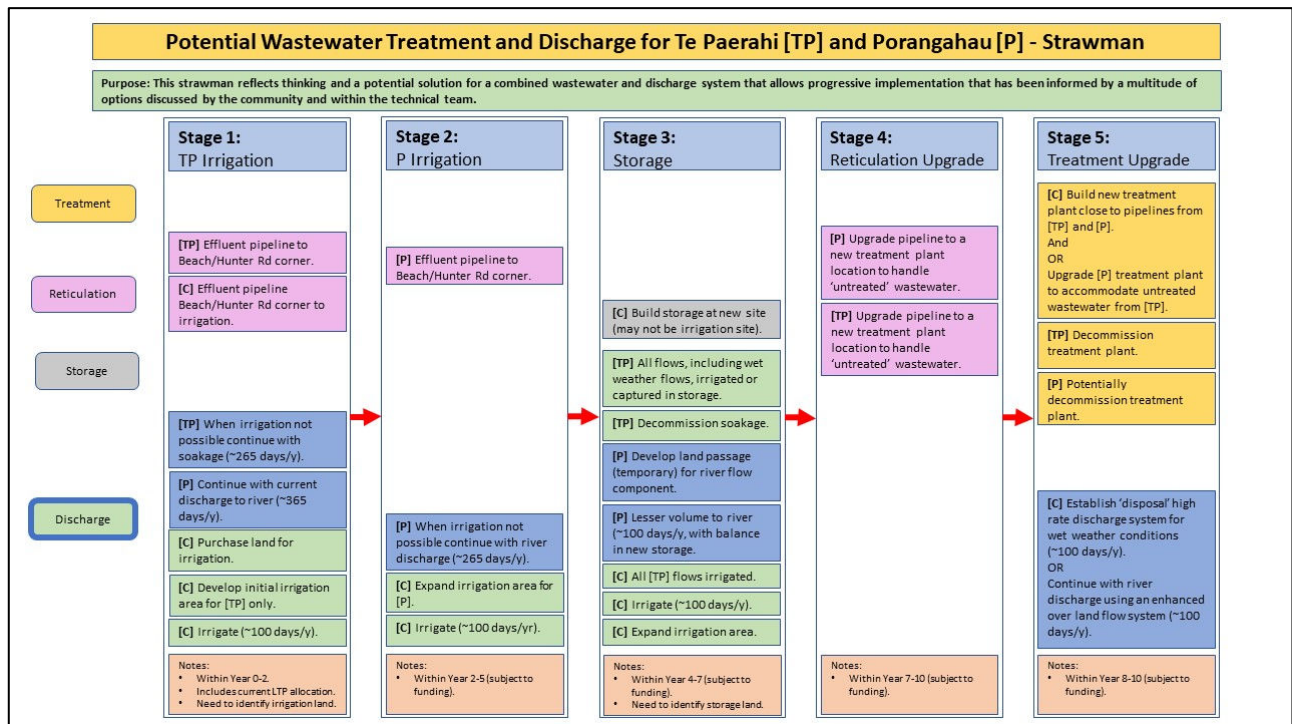 Potential Wastewater Treatment and Discharge for Te Paerahi [TP] and Porangahau [P] - Strawman
Purpose: This strawman reflects thinking and a potential solution for a combined wastewater and discharge system that allows progressive implementation that has been informed by a multitude of
options discussed by the community and within the technical team.
Treatment
Reticulation
Storage
Discharge
Stage 1:
TP Irrigation
[TP] Effluent pipeline to
Beach/Hunter Rd corner.
[C] Effluent pipeline
Beach/Hunter Rd corner to
irrigation.
[TP] When irrigation not
possible continue with
soakage (~265 days/y).
[P] Continue with current
discharge to river (~365
days/y).
[C] Purchase land for
irrigation.
[C] Develop initial irrigation
area for [TP] only.
[C] Irrigate (~100 days/y).
Notes:
• Within Year 0-2.
• Includes current LTP allocation.
• Need to identify irrigation land.
Stage 2:
P Irrigation
[P] Effluent pipeline to
Beach/Hunter Rd corner.
[P] When irrigation not
possible continue with river
discharge (~265 days/y).
[C] Expand irrigation area for
[P].
[C] Irrigate (~100 days/yr).
Notes:
• Within Year 2-5 (subject to
funding).
Stage 3:
Storage
[C] Build storage at new site
(may not be irrigation site).
[TP] All flows, including wet
weather flows, irrigated or
captured in storage.
[TP] Decommission soakage.
[P] Develop land passage
(temporary) for river flow
component.
[P] Lesser volume to river
(~100 days/y, with balance
in new storage.
[C] All [TP] flows irrigated.
[C] Irrigate (~100 days/y).
[C] Expand irrigation area.
Notes:
• Within Year 4-7 (subject to
funding).
• Need to identify storage land.
Stage 4:
Reticulation Upgrade
[P] Upgrade pipeline to a
new treatment plant
location to handle
‘untreated’ wastewater.
[TP] Upgrade pipeline to a
new treatment plant
location to handle
‘untreated’ wastewater.
Notes:
• Within Year 7-10 (subject to
funding).
Stage 5:
Treatment Upgrade
[C] Build new treatment
plant close to pipelines from
[TP] and [P].
And
OR
Upgrade [P] treatment plant
to accommodate untreated
wastewater from [TP].
[TP] Decommission
treatment plant.
[P] Potentially
decommission treatment
plant.
[C] Establish ‘disposal’ high
rate discharge system for
wet weather conditions
(~100 days/y).
OR
Continue with river
discharge using an enhanced
over land flow system (~100
days/y).
Notes:
• Within Year 8-10 (subject to
funding).